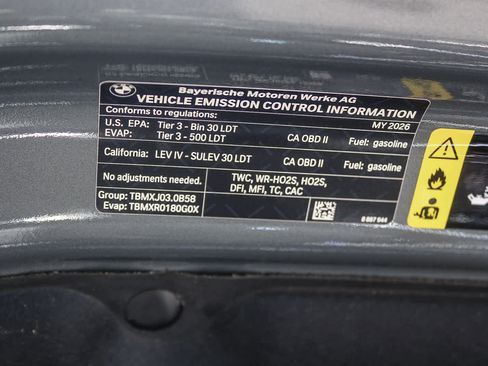 Bayerische Motoren Werke AG
VEHICLE EMISSION CONTROL INFORMATION
Conforms to regulations: MY 2026
U.S. EPA: Tier 3 - Bin 30 LDT CA OBD II Fuel: gasoline
EVAP: Tier 3 - 500 LDT
California: LEV IV - SULEV 30 LDT CA OBD II Fuel: gasoline
No adjustments needed. TWC, WR-HO2S, HO2S,
DFI, MFI, TC, CAC
Group: TBMXJ03.0B58
Evap: TBMXR0180G0X